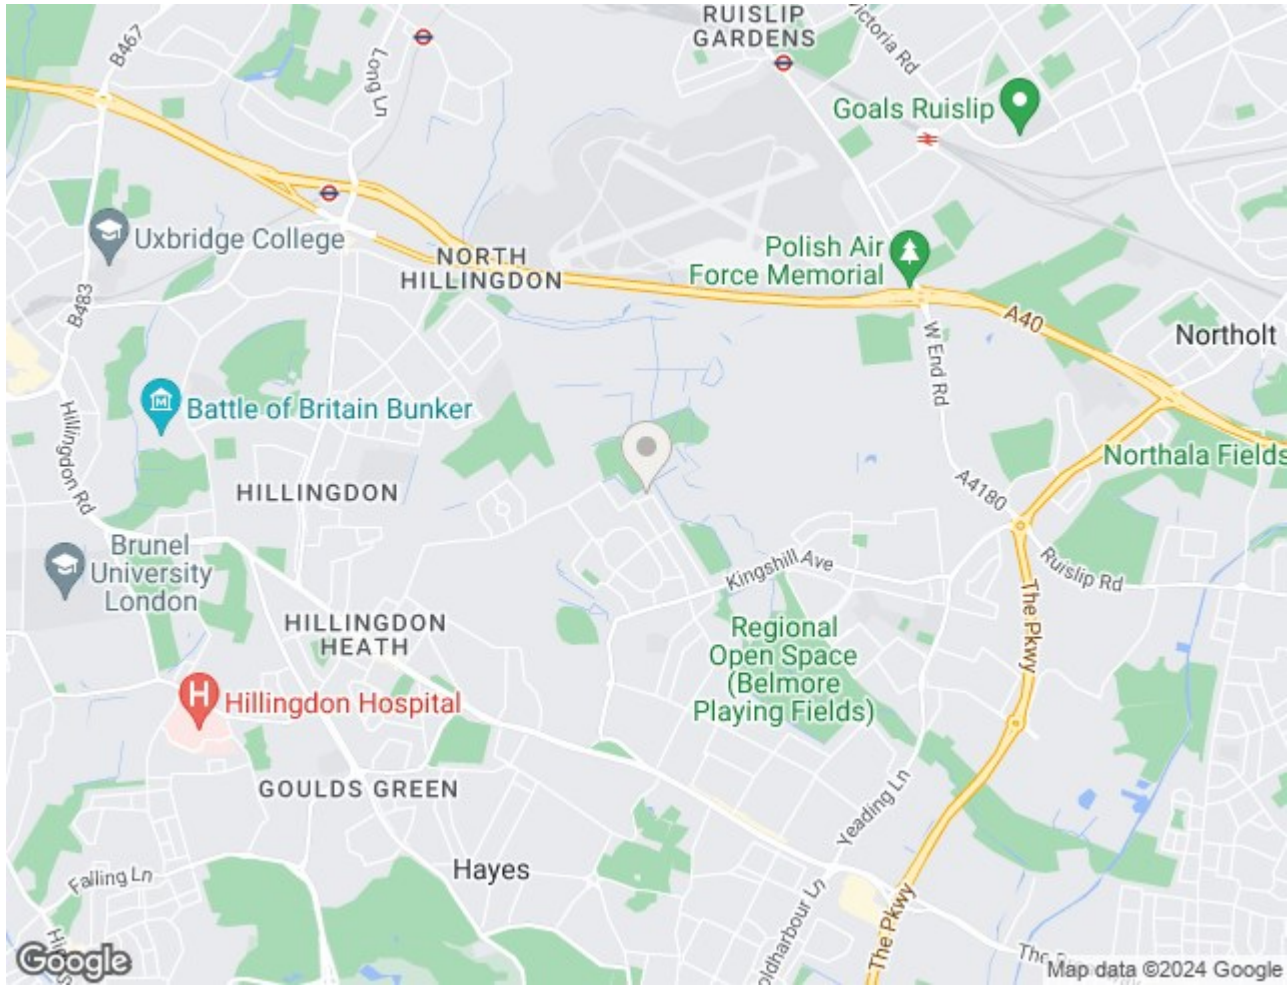 RUISLIP
GARDENS
B467
Long Ln
Victoria Rd
Goals Ruislip
Uxbridge College
NORTH
HILLINGDON
Polish Air
Force Memorial
B483
A40
Northolt
W End Rd
Battle of Britain Bunker
Hillingdon Rd
Northala Fields
HILLINGDON
A4180
Brunel
University
London
Kingshill Ave
Ruislip Rd
The Pkwy
HILLINGDON
HEATH
Regional
Open Space
(Belmore
Playing Fields)
Hillingdon Hospital
GOULDS GREEN
Yeading Ln
Hayes
Falling Ln
The Pkwy
Google
Map data ©2024 Google